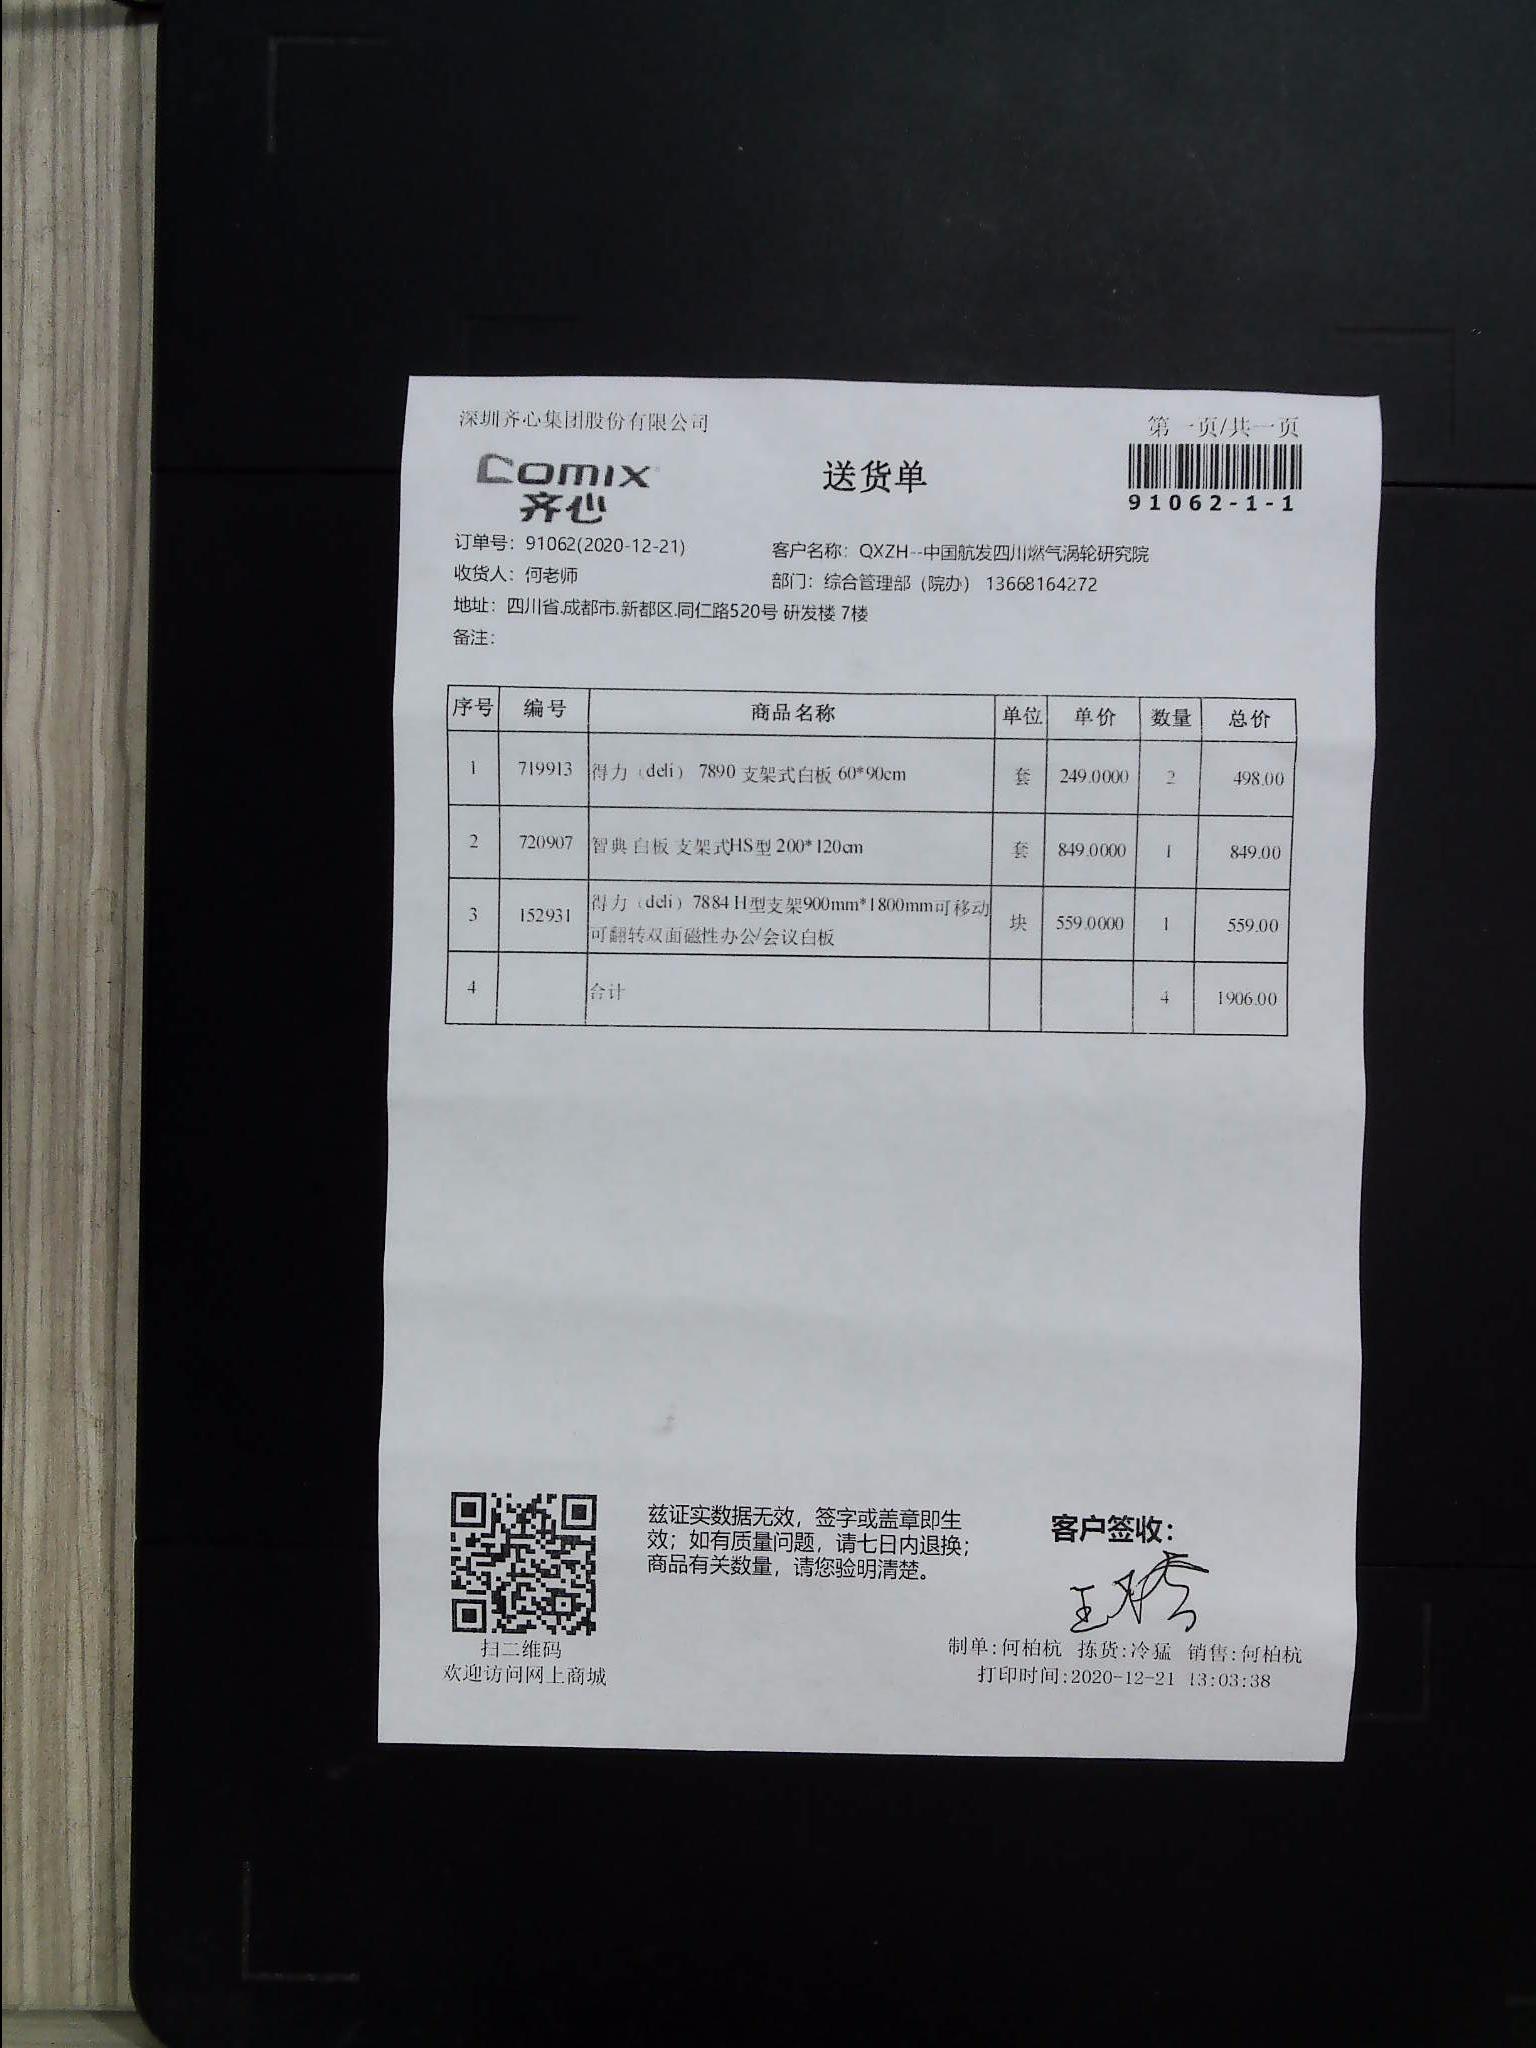 深圳齐心集团股份有限公司
第一页/共一页
comix
齐心
送货单
91062-1-1
订单号：91062(2020-12-21)
客户名称：QXZH--中国航发四川燃气涡轮研究院
收货人：何老师
部门：综合管理部（院办） 13668164272
地址：四川省.成都市.新都区.同仁路520号 研发楼 7楼
备注：
序号 编号 商品名称 单位 单价 数量 总价
1 719913 得力（deli） 7890 支架式白板 60*90cm 套 249.0000 2 498.00
2 720907 智典 白板 支架式HS型 200*120cm 套 849.0000 1 849.00
3 152931 得力（deli）7884 H型支架900mm*1800mm可移动
可翻转双面磁性办公/会议白板 块 559.0000 1 559.00
4 合计 4 1906.00
兹证实数据无效，签字或盖章即生
效；如有质量问题，请七日内退换；
商品有关数量，请您验明清楚。
客户签收：
扫二维码
欢迎访问网上商城
制单:何柏杭 拣货:冷猛 销售:何柏杭
打印时间:2020-12-21 13:03:38